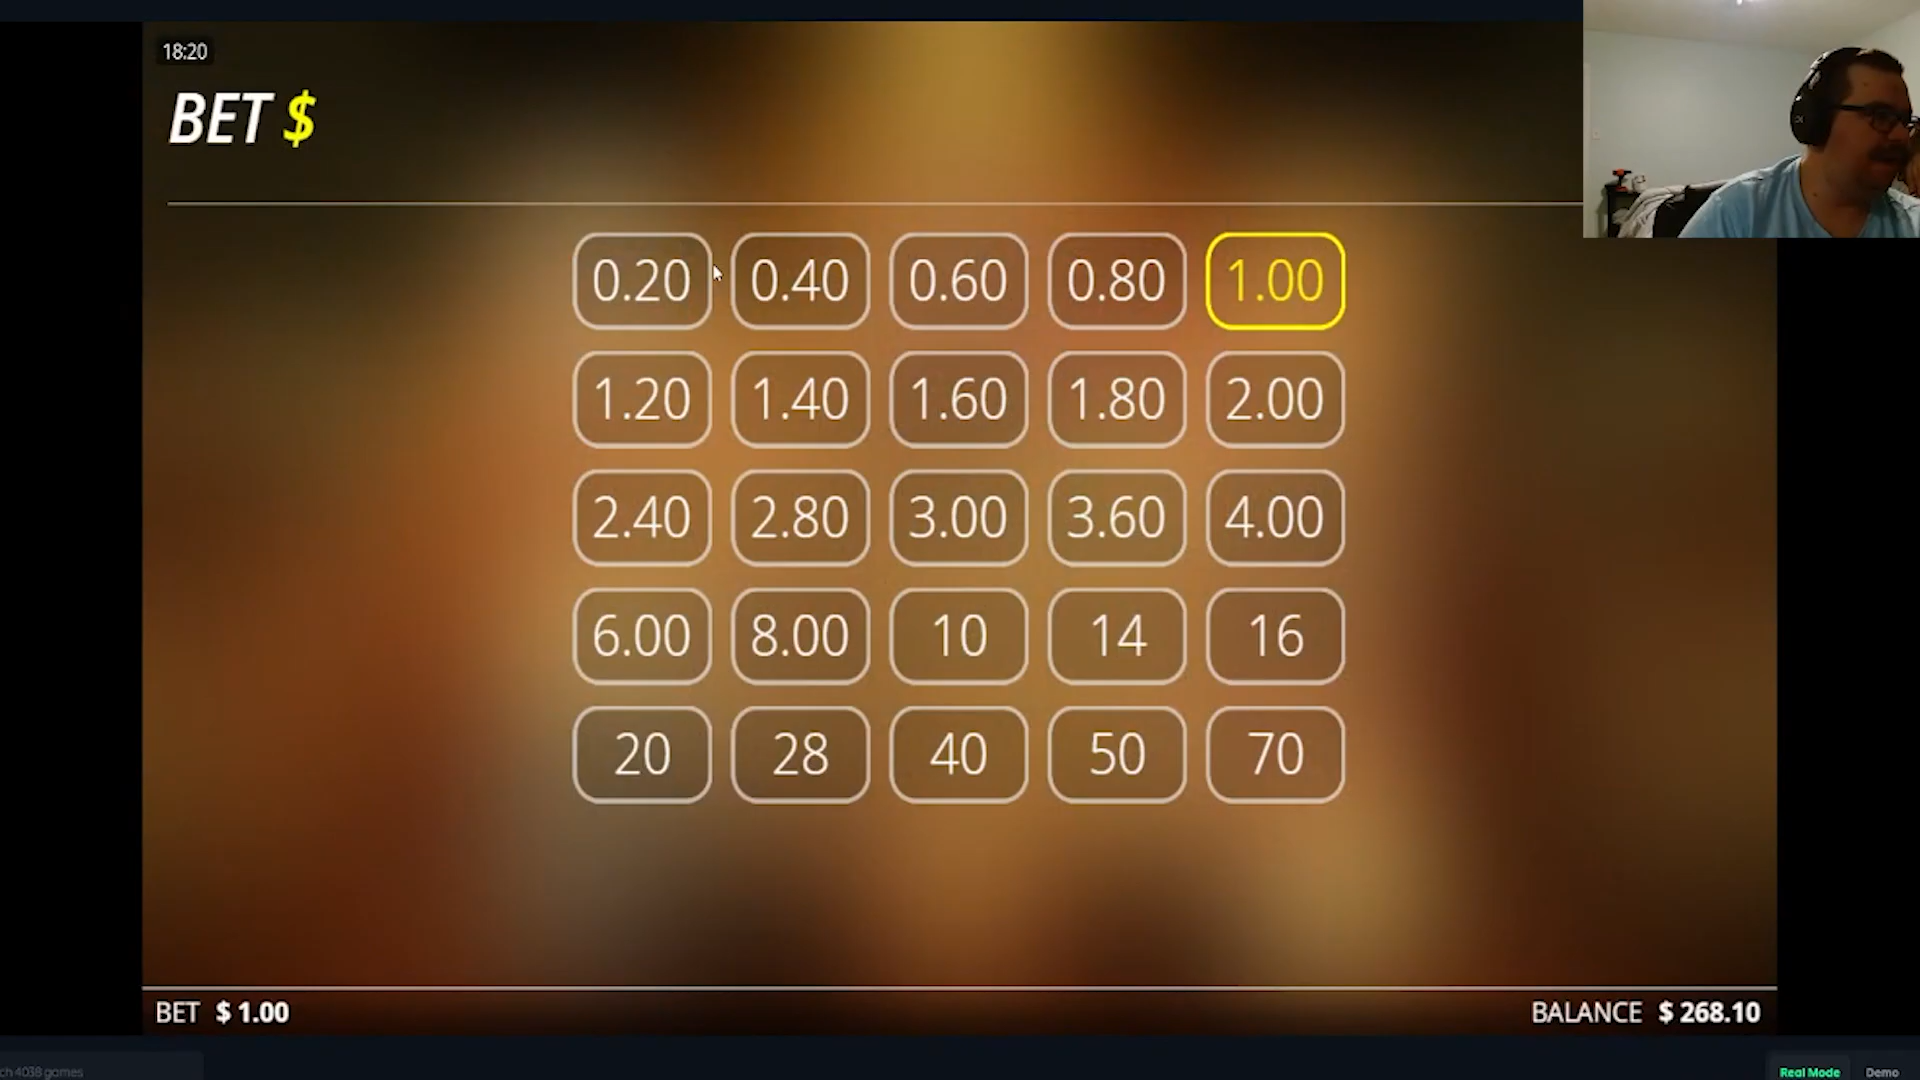 18:20
BET $
0.20 0.40 0.60 0.80 1.00
1.20 1.40 1.60 1.80 2.00
2.40 2.80 3.00 3.60 4.00
6.00 8.00 10 14 16
20 28 40 50 70
BET $ 1.00 BALANCE $ 268.10
ch 4038 games Real Mode Demo